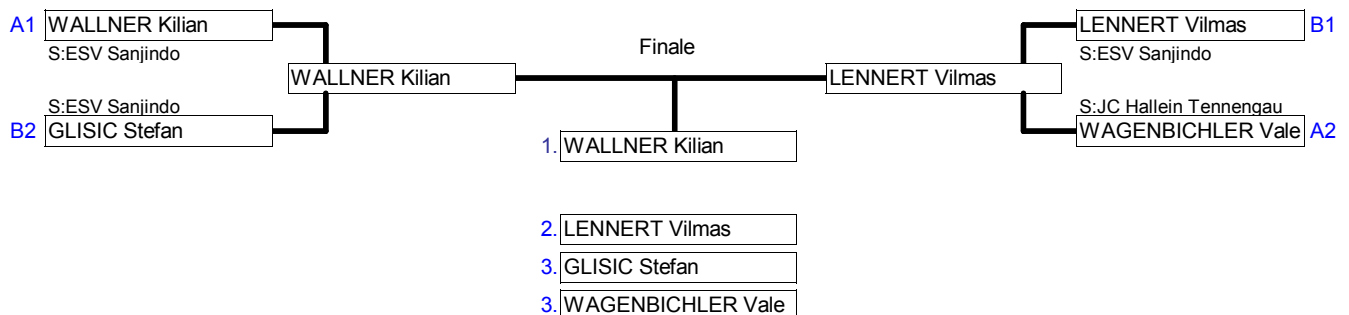 A1 WALLNER Kilian
S:ESV Sanjindo
LENNERT Vilmas B1
S:ESV Sanjindo
Finale
WALLNER Kilian
LENNERT Vilmas
S:ESV Sanjindo
B2 GLISIC Stefan
S:JC Hallein Tennengau
WAGENBICHLER Vale A2
1. WALLNER Kilian
2. LENNERT Vilmas
3. GLISIC Stefan
3. WAGENBICHLER Vale